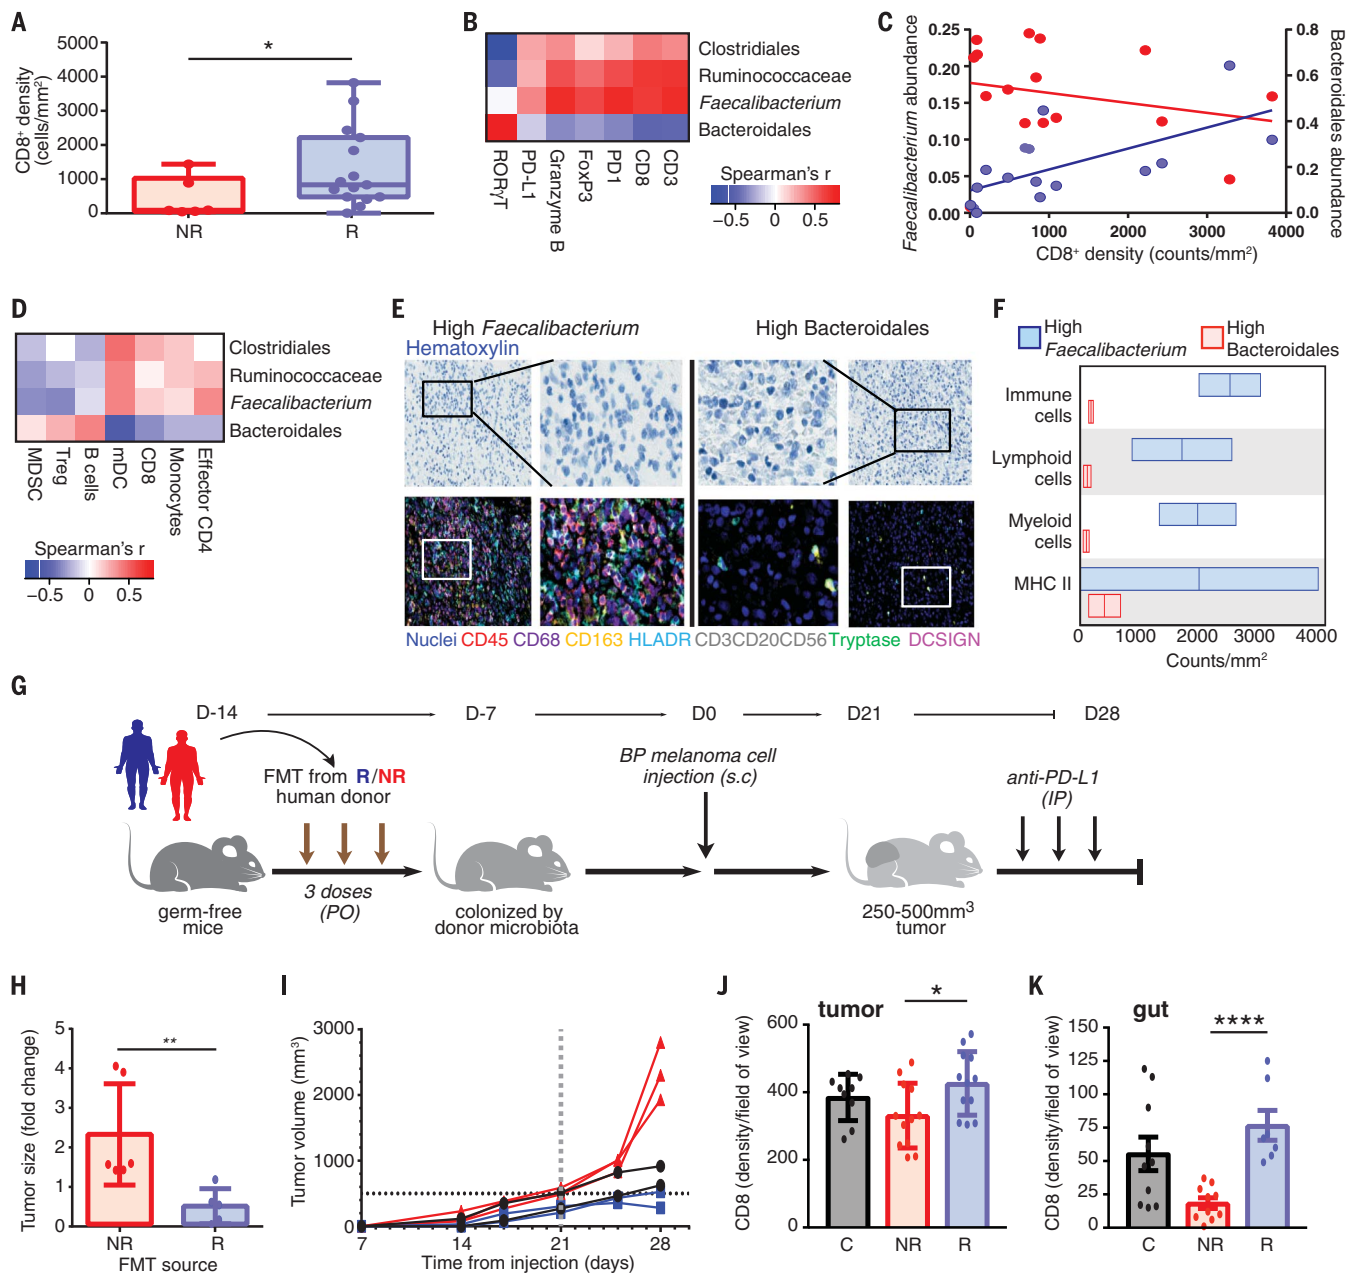 A
CD8⁺ density
(cells/mm²)
5000
4000
3000
2000
1000
0
*
NR
R
B
Clostridiales
Ruminococcaceae
Faecalibacterium
Bacteroidales
RORγT
PD-L1
Granzyme B
FoxP3
PD1
CD8
CD3
Spearman's r
−0.5 0 0.5
C
Faecalibacterium abundance
0.25
0.20
0.15
0.10
0.05
0.00
0.8
0.6
0.4
0.2
0.0
Bacteroidales abundance
0 1000 2000 3000 4000
CD8⁺ density (counts/mm²)
D
Clostridiales
Ruminococcaceae
Faecalibacterium
Bacteroidales
MDSC
Treg
B cells
mDC
CD8
Monocytes
Effector CD4
Spearman's r
−0.5 0 0.5
E
High Faecalibacterium
High Bacteroidales
Hematoxylin
Nuclei CD45 CD68 CD163 HLADR CD3CD20CD56 Tryptase DCSIGN
F
High
Faecalibacterium
High
Bacteroidales
Immune
cells
Lymphoid
cells
Myeloid
cells
MHC II
0 1000 2000 3000 4000
Counts/mm²
G
D-14 D-7 D0 D21 D28
FMT from R/NR
human donor
BP melanoma cell
injection (s.c)
anti-PD-L1
(IP)
3 doses
(PO)
germ-free
mice
colonized by
donor microbiota
250-500mm³
tumor
H
Tumor size (fold change)
5
4
3
2
1
0
**
NR R
FMT source
I
Tumor volume (mm³)
3000
2000
1000
0
7 14 21 28
Time from injection (days)
J
tumor
*
CD8 (density/field of view)
600
400
200
0
C NR R
K
gut
****
CD8 (density/field of view)
150
125
100
75
50
25
0
C NR R